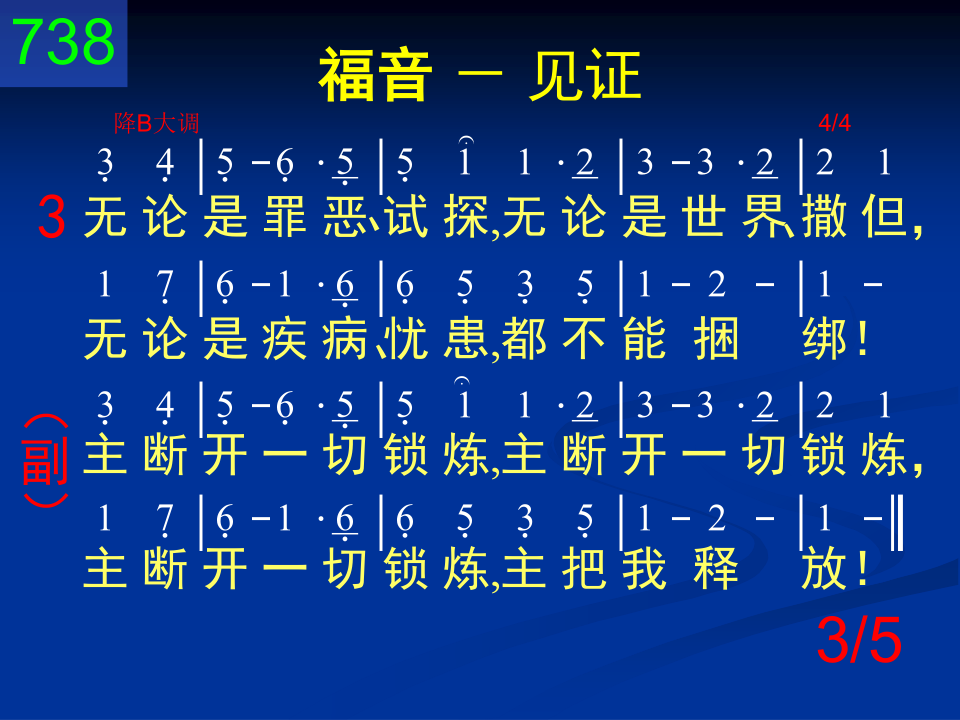 738
福音 － 见证
降B大调 4/4
3 4 | 5 – 6 · 5 | 5 1 1 · 2 | 3 – 3 · 2 | 2 1
3 无论是罪恶、试探,无论是世界、撒但，
1 7 | 6 – 1 · 6 | 6 5 3 5 | 1 – 2 – | 1 –
无论是疾病、忧患,都不能捆 绑！
3 4 | 5 – 6 · 5 | 5 1 1 · 2 | 3 – 3 · 2 | 2 1
（副） 主断开一切锁炼,主断开一切锁炼，
1 7 | 6 – 1 · 6 | 6 5 3 5 | 1 – 2 – | 1 – ‖
主断开一切锁炼,主把我释 放！
3/5